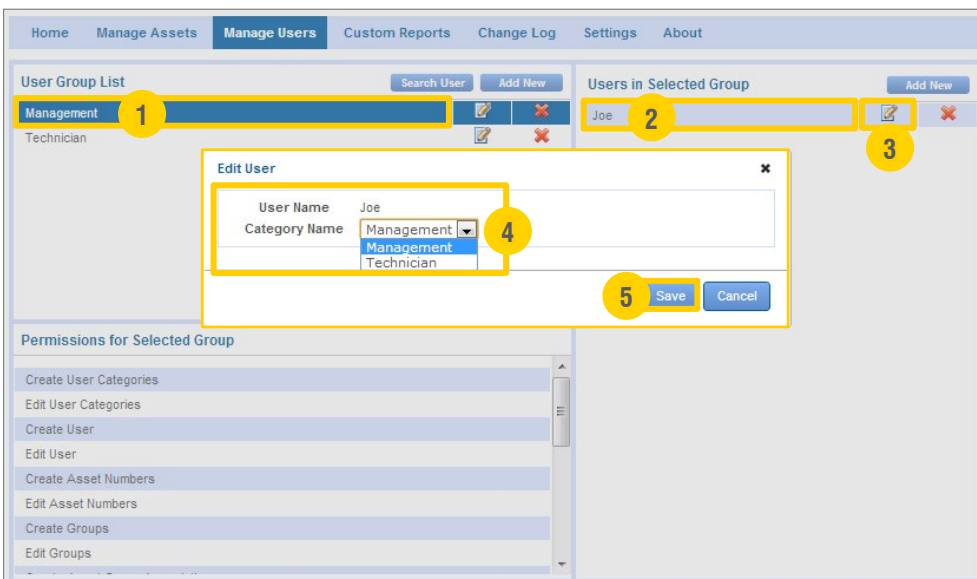 Home Manage Assets Manage Users Custom Reports Change Log Settings About
User Group List Search User Add New
Management 1
Technician
Users in Selected Group Add New
Joe 2
3
Edit User
User Name Joe
Category Name Management 4
Management
Technician
5 Save Cancel
Permissions for Selected Group
Create User Categories
Edit User Categories
Create User
Edit User
Create Asset Numbers
Edit Asset Numbers
Create Groups
Edit Groups